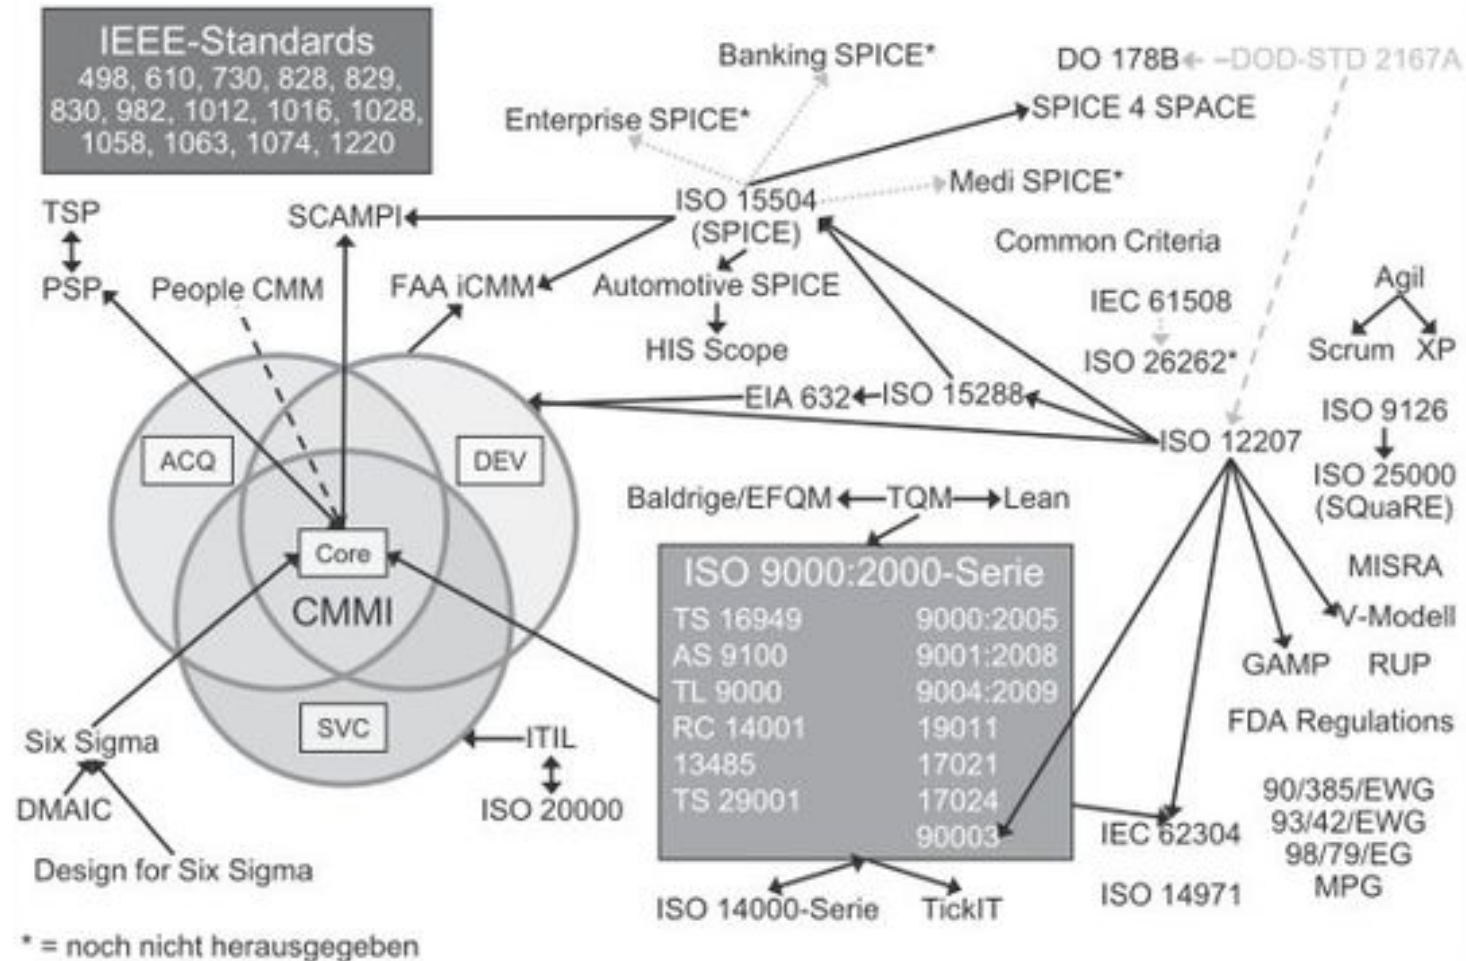 IEEE-Standards
498, 610, 730, 828, 829,
830, 982, 1012, 1016, 1028,
1058, 1063, 1074, 1220
Banking SPICE*
DO 178B
DOD-STD 2167A
Enterprise SPICE*
SPICE 4 SPACE
Medi SPICE*
ISO 15504
(SPICE)
TSP
SCAMPI
Common Criteria
PSP
People CMM
FAA iCMM
Automotive SPICE
IEC 61508
Agil
HIS Scope
ISO 26262*
Scrum
XP
EIA 632
ISO 15288
ISO 12207
ISO 9126
ISO 25000
(SQuaRE)
ACQ
DEV
Baldrige/EFQM
TQM
Lean
Core
CMMI
SVC
ISO 9000:2000-Serie
TS 16949
9000:2005
AS 9100
9001:2008
TL 9000
9004:2009
RC 14001
19011
13485
17021
TS 29001
17024
90003
MISRA
V-Modell
GAMP
RUP
FDA Regulations
Six Sigma
ITIL
DMAIC
ISO 20000
Design for Six Sigma
IEC 62304
90/385/EWG
93/42/EWG
98/79/EG
MPG
ISO 14971
ISO 14000-Serie
TickIT
* = noch nicht herausgegeben